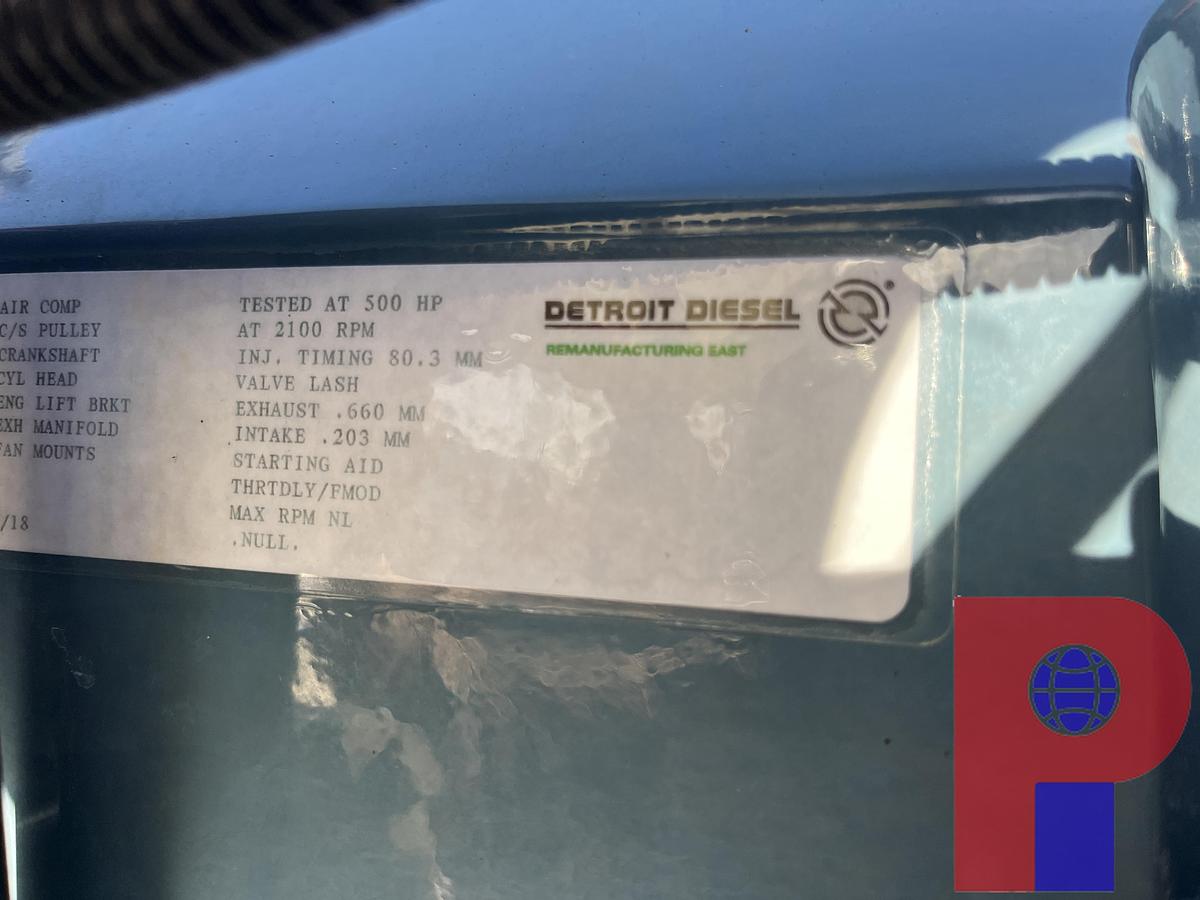 AIR COMP
C/S PULLEY
CRANKSHAFT
CYL HEAD
ENG LIFT BRKT
EXH MANIFOLD
FAN MOUNTS
/18
TESTED AT 500 HP
AT 2100 RPM
INJ. TIMING 80.3 MM
VALVE LASH
EXHAUST .660 MM
INTAKE .203 MM
STARTING AID
THRTDLY/FMOD
MAX RPM NL
.NULL.
DETROIT DIESEL
REMANUFACTURING EAST